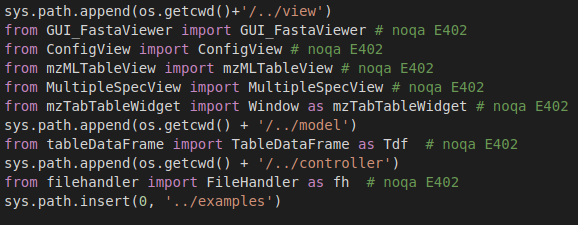 sys.path.append(os.getcwd()+'/../view')
from GUI_FastaViewer import GUI_FastaViewer # noqa E402
from ConfigView import ConfigView # noqa E402
from mzMLTableView import mzMLTableView # noqa E402
from MultipleSpecView import MultipleSpecView # noqa E402
from mzTabTableWidget import Window as mzTabTableWidget # noqa E402
sys.path.append(os.getcwd() + '/../model')
from tableDataFrame import TableDataFrame as Tdf  # noqa E402
sys.path.append(os.getcwd() + '/../controller')
from filehandler import FileHandler as fh  # noqa E402
sys.path.insert(0, '../examples')